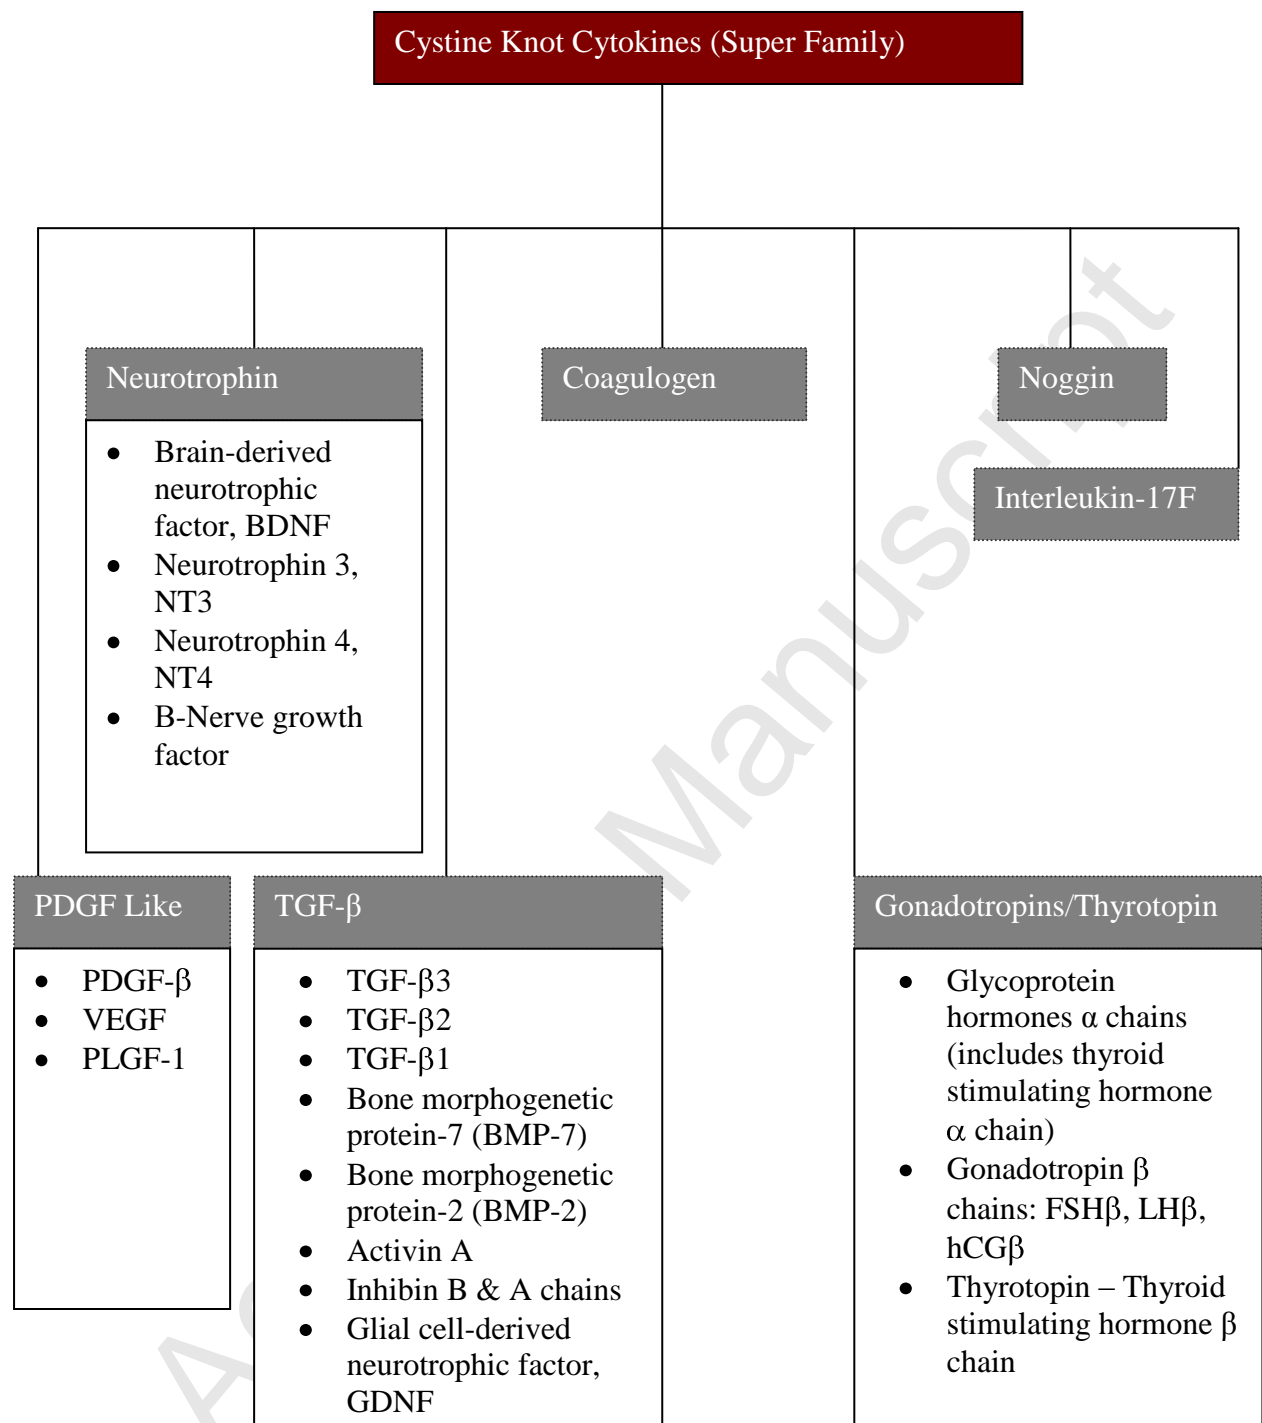 Cystine Knot Cytokines (Super Family)
Neurotrophin
• Brain-derived
neurotrophic
factor, BDNF
• Neurotrophin 3,
NT3
• Neurotrophin 4,
NT4
• B-Nerve growth
factor
Coagulogen
Noggin
Interleukin-17F
PDGF Like
• PDGF-β
• VEGF
• PLGF-1
TGF-β
• TGF-β3
• TGF-β2
• TGF-β1
• Bone morphogenetic
protein-7 (BMP-7)
• Bone morphogenetic
protein-2 (BMP-2)
• Activin A
• Inhibin B & A chains
• Glial cell-derived
neurotrophic factor,
GDNF
Gonadotropins/Thyrotopin
• Glycoprotein
hormones α chains
(includes thyroid
stimulating hormone
α chain)
• Gonadotropin β
chains: FSHβ, LHβ,
hCGβ
• Thyrotopin – Thyroid
stimulating hormone β
chain
Manuscript